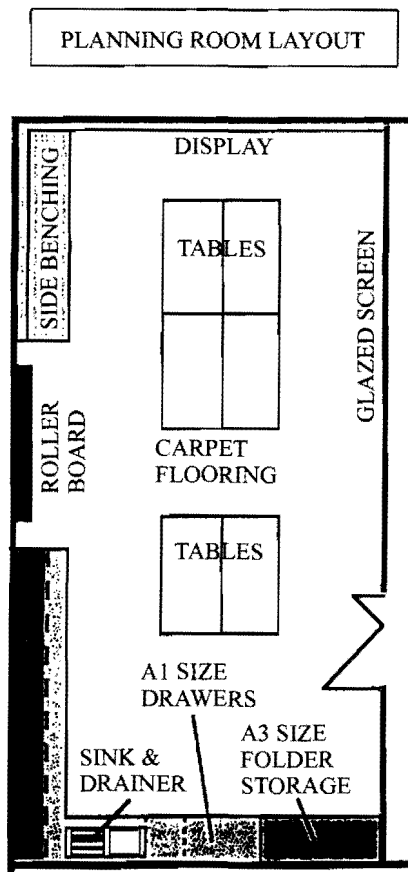 PLANNING ROOM LAYOUT
DISPLAY
SIDE BENCHING
TABLES
GLAZED SCREEN
ROLLER
BOARD
CARPET
FLOORING
TABLES
A1 SIZE
DRAWERS
A3 SIZE
FOLDER
STORAGE
SINK &
DRAINER